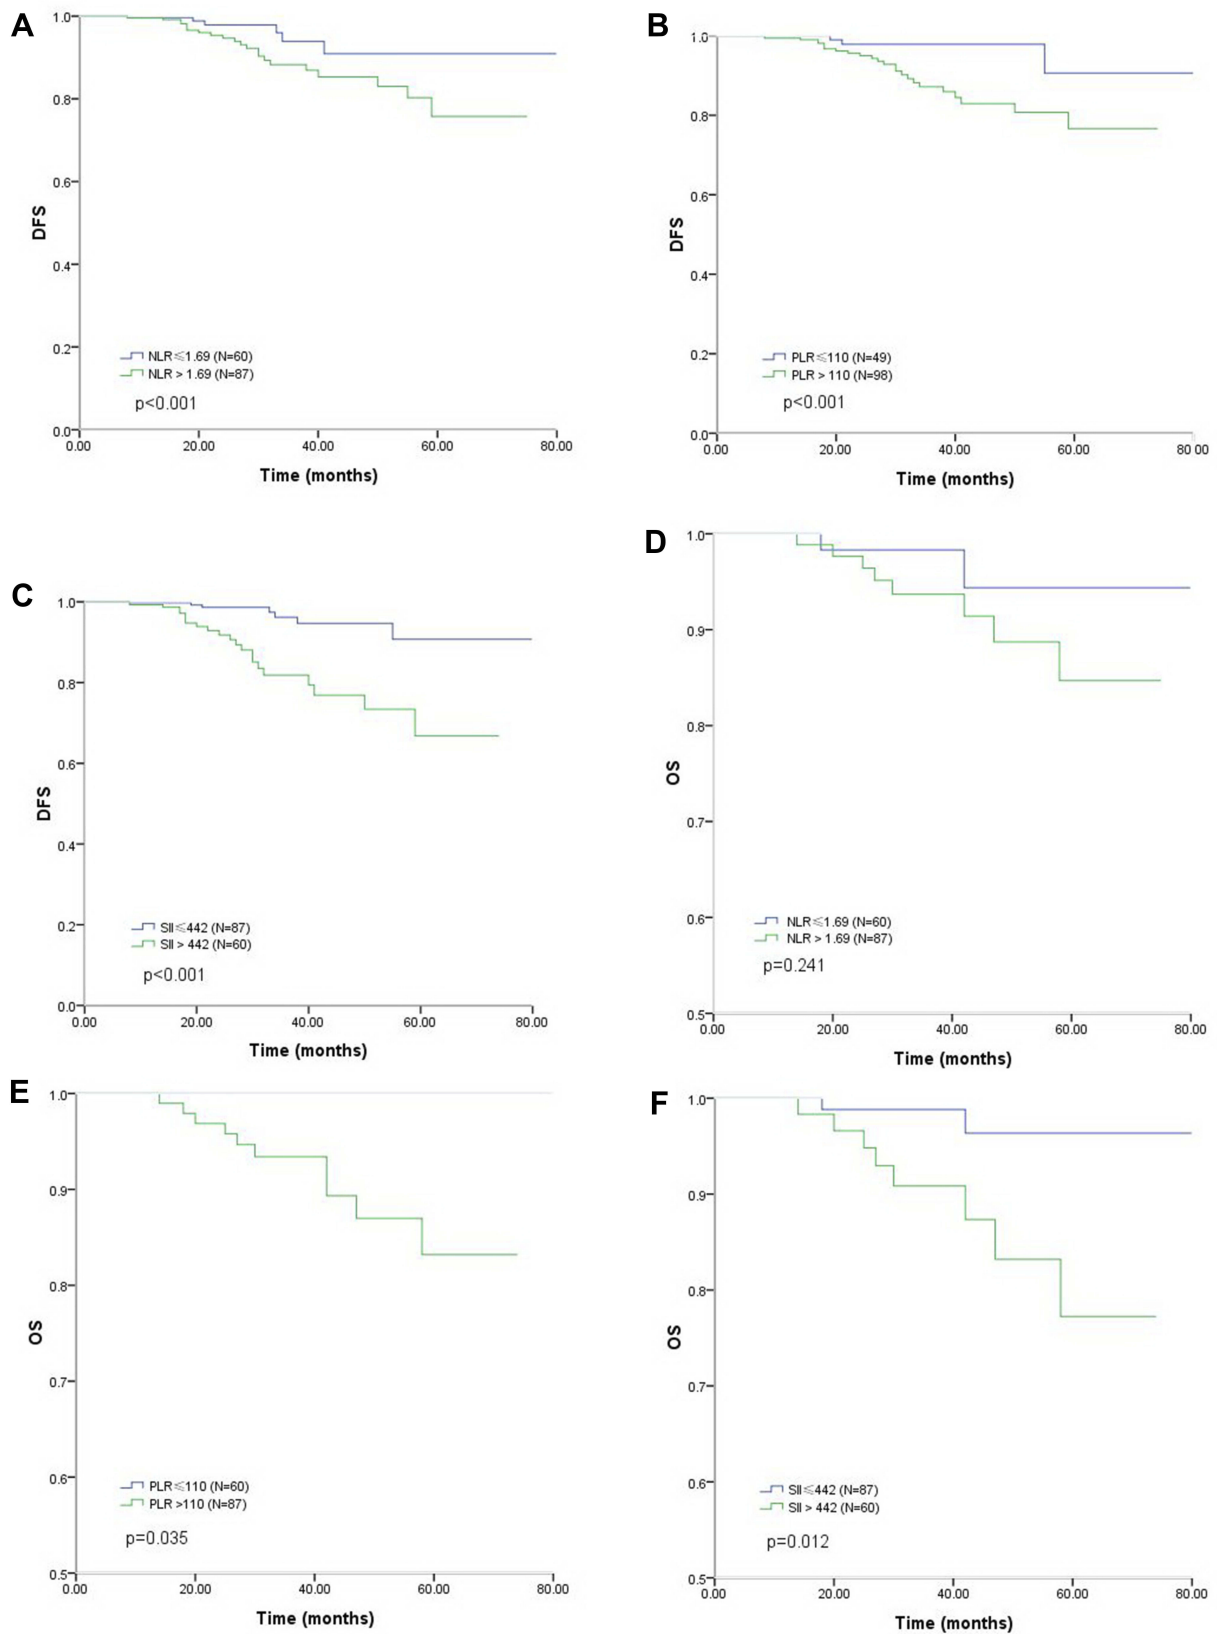 A
1.0
0.8
0.6
0.4
0.2
0.0
DFS
NLR≤1.69 (N=60)
NLR > 1.69 (N=87)
p<0.001
0.00 20.00 40.00 60.00 80.00
Time (months)
B
1.0
0.8
0.6
0.4
0.2
0.0
DFS
PLR≤110 (N=49)
PLR > 110 (N=98)
p<0.001
0.00 20.00 40.00 60.00 80.00
Time (months)
C
1.0
0.8
0.6
0.4
0.2
0.0
DFS
SII≤442 (N=87)
SII > 442 (N=60)
p<0.001
0.00 20.00 40.00 60.00 80.00
Time (months)
D
1.0
0.9
0.8
0.7
0.6
0.5
OS
NLR≤1.69 (N=60)
NLR > 1.69 (N=87)
p=0.241
0.00 20.00 40.00 60.00 80.00
Time (months)
E
1.0
0.9
0.8
0.7
0.6
0.5
OS
PLR≤110 (N=60)
PLR >110 (N=87)
p=0.035
0.00 20.00 40.00 60.00 80.00
Time (months)
F
1.0
0.9
0.8
0.7
0.6
0.5
OS
SII≤442 (N=87)
SII > 442 (N=60)
p=0.012
0.00 20.00 40.00 60.00 80.00
Time (months)